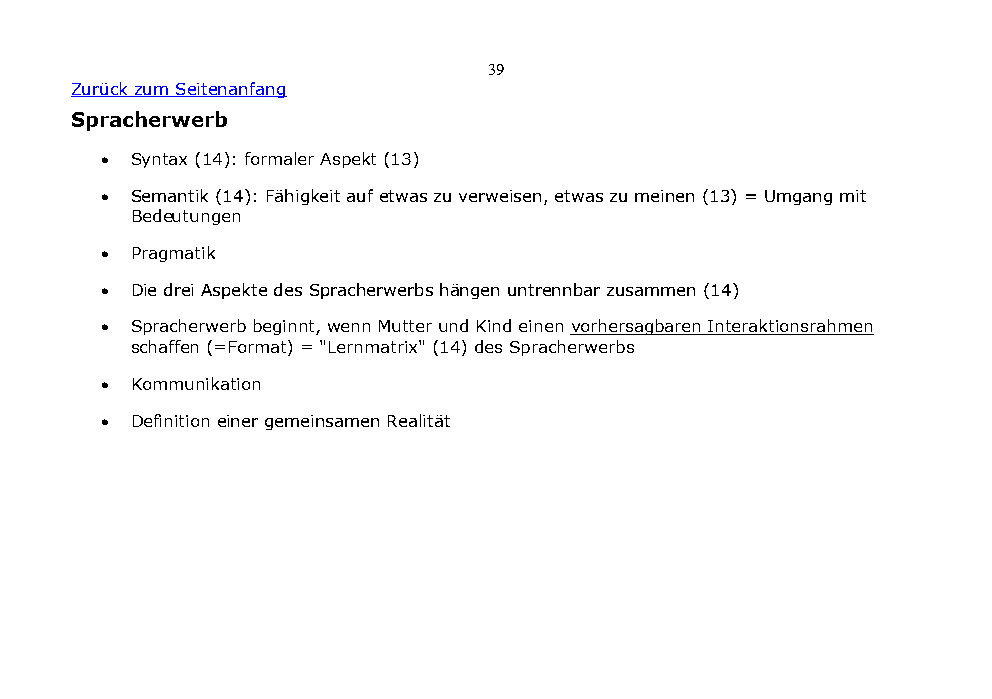 39
Zurück zum Seitenanfang
Spracherwerb
• Syntax (14): formaler Aspekt (13)
• Semantik (14): Fähigkeit auf etwas zu verweisen, etwas zu meinen (13) = Umgang mit
Bedeutungen
• Pragmatik
• Die drei Aspekte des Spracherwerbs hängen untrennbar zusammen (14)
• Spracherwerb beginnt, wenn Mutter und Kind einen vorhersagbaren Interaktionsrahmen
schaffen (=Format) = "Lernmatrix" (14) des Spracherwerbs
• Kommunikation
• Definition einer gemeinsamen Realität